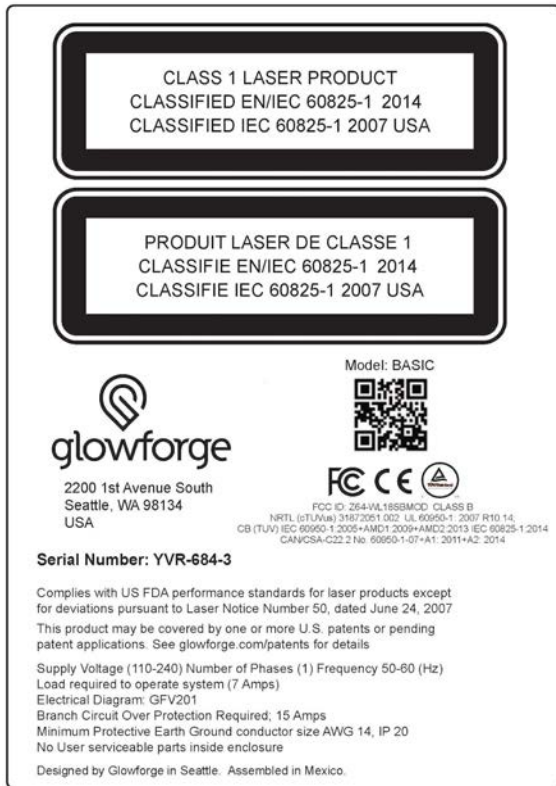 CLASS 1 LASER PRODUCT
CLASSIFIED EN/IEC 60825-1 2014
CLASSIFIED IEC 60825-1 2007 USA
PRODUIT LASER DE CLASSE 1
CLASSIFIE EN/IEC 60825-1 2014
CLASSIFIE IEC 60825-1 2007 USA
Model: BASIC
glowforge
2200 1st Avenue South
Seattle, WA 98134
USA
FC CE
FCC ID: Z64-WL18SBMOD CLASS B
NRTL (cTUVus) 31872051.002 UL 60950-1: 2007 R10.14;
CB (TUV) IEC 60950-1:2005+AMD1:2009+AMD2:2013 IEC 60825-1:2014
CAN/CSA-C22.2 No. 60950-1-07+A1: 2011+A2: 2014
Serial Number: YVR-684-3
Complies with US FDA performance standards for laser products except
for deviations pursuant to Laser Notice Number 50, dated June 24, 2007
This product may be covered by one or more U.S. patents or pending
patent applications. See glowforge.com/patents for details
Supply Voltage (110-240) Number of Phases (1) Frequency 50-60 (Hz)
Load required to operate system (7 Amps)
Electrical Diagram: GFV201
Branch Circuit Over Protection Required; 15 Amps
Minimum Protective Earth Ground conductor size AWG 14, IP 20
No User serviceable parts inside enclosure
Designed by Glowforge in Seattle. Assembled in Mexico.